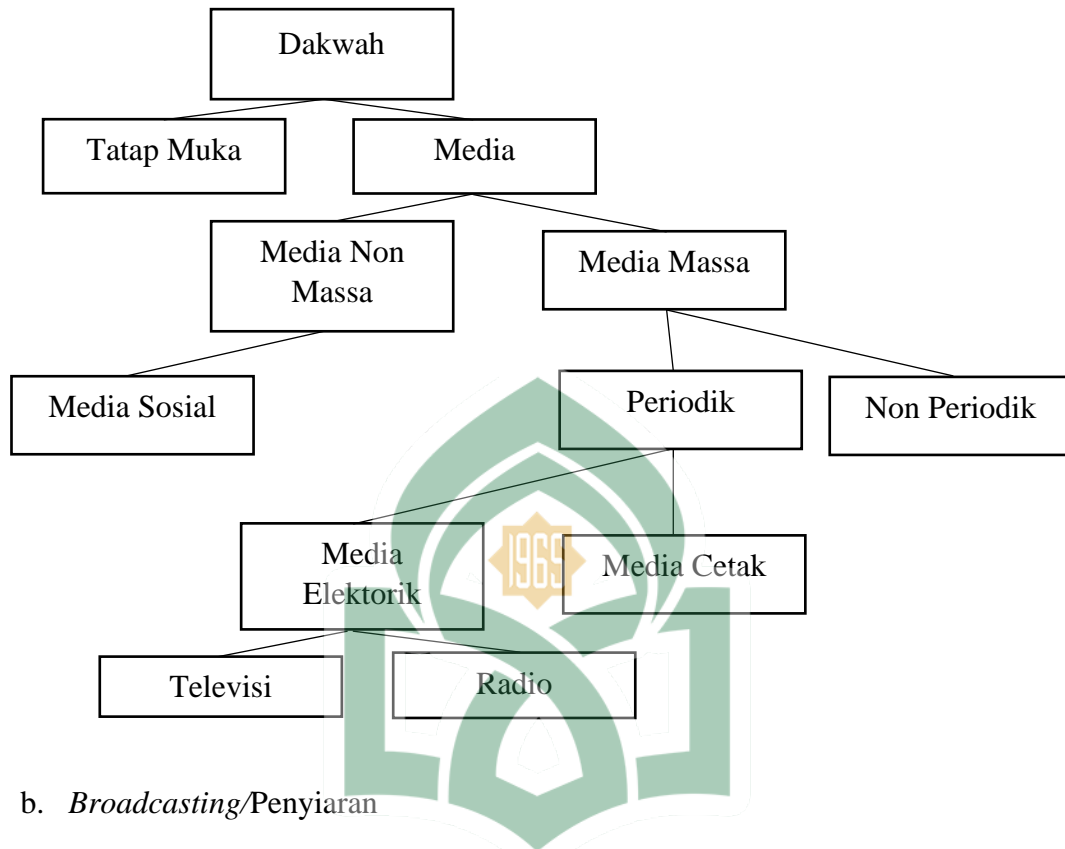 Dakwah
Tatap Muka
Media
Media Non
Massa
Media Massa
Media Sosial
Periodik
Non Periodik
Media
Elektorik
1969
Media Cetak
Televisi
Radio
b. Broadcasting/Penyiaran